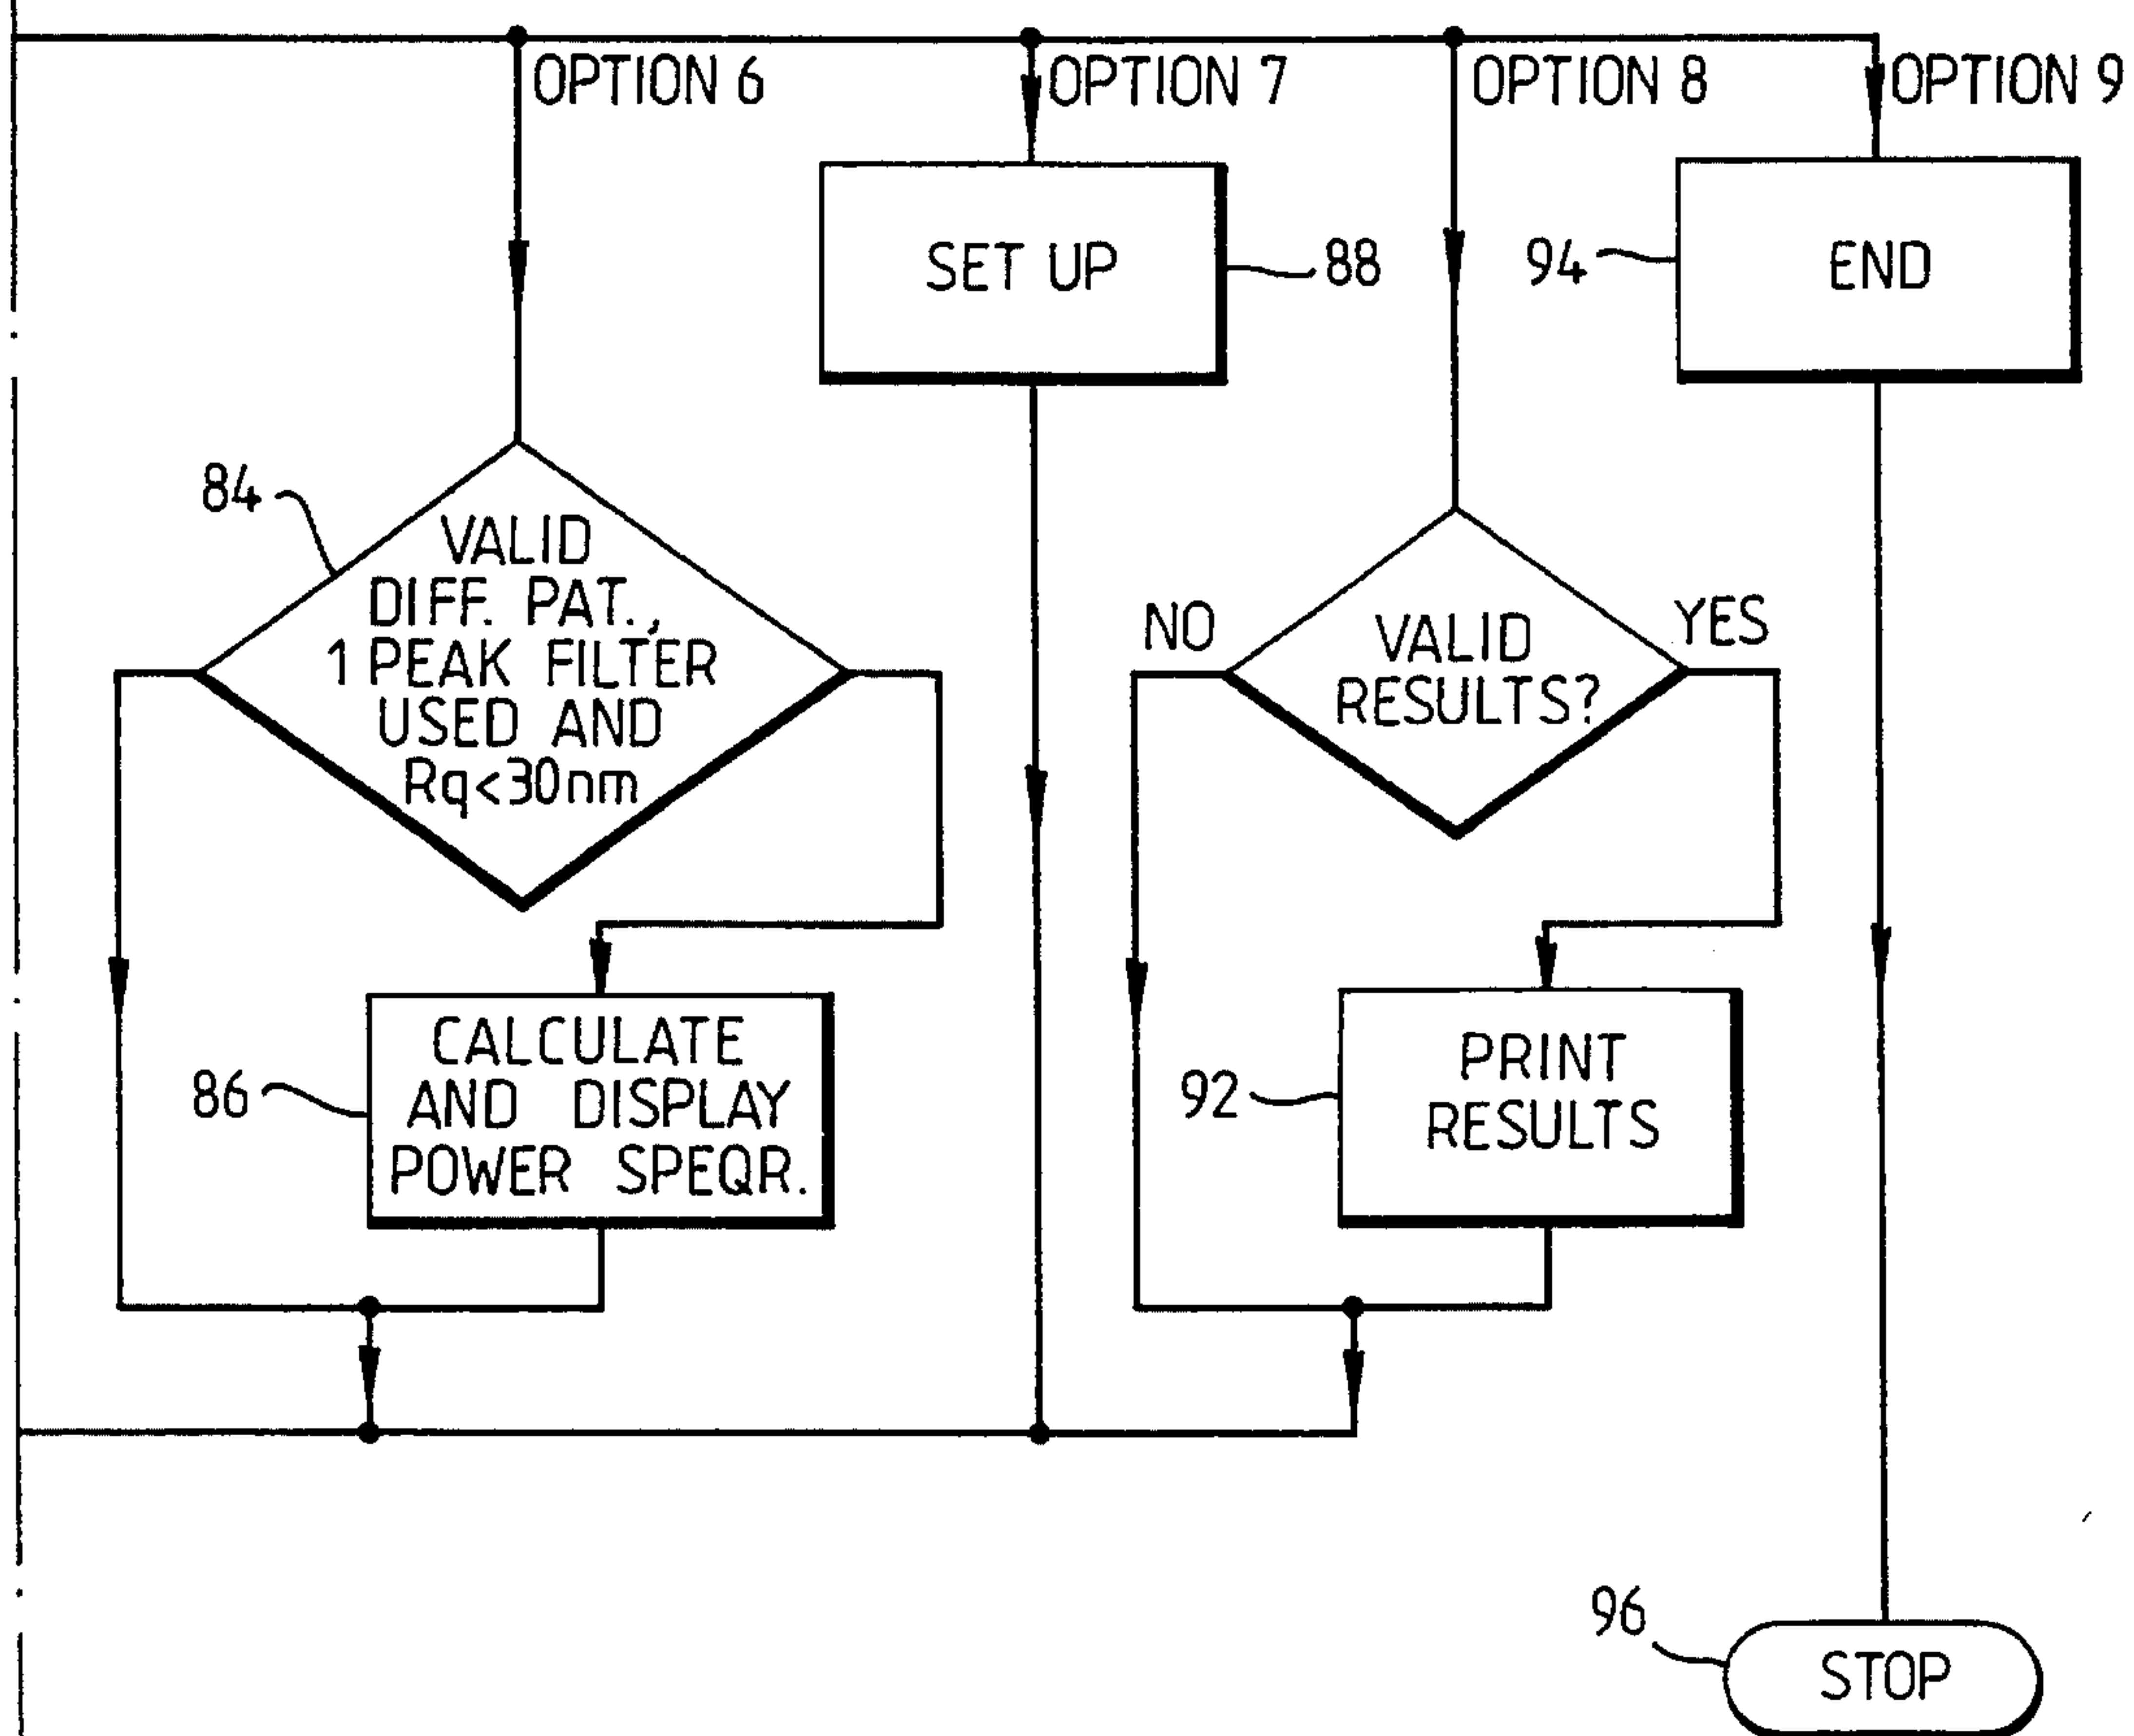 OPTION 6
OPTION 7
OPTION 8
OPTION 9
SET UP
88
94
END
84
VALID
DIFF. PAT.,
1 PEAK FILTER
USED AND
Rq<30nm
NO
VALID
RESULTS?
YES
86
CALCULATE
AND DISPLAY
POWER SPEQR.
92
PRINT
RESULTS
96
STOP